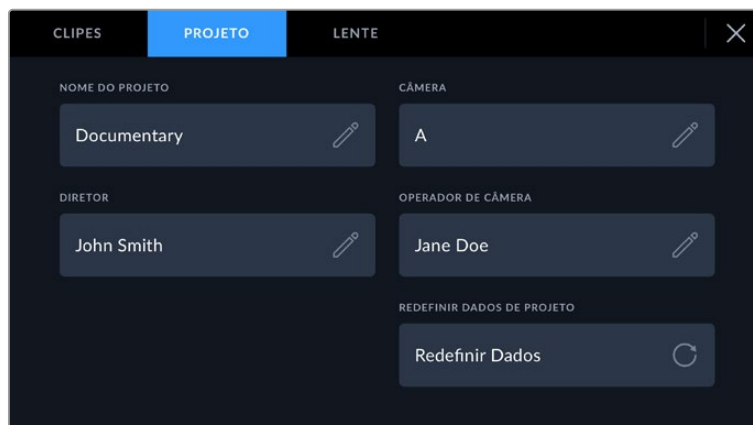 CLIPES PROJETO LENTE
NOME DO PROJETO CÂMERA
Documentary A
DIRETOR OPERADOR DE CÂMERA
John Smith Jane Doe
REDEFINIR DADOS DE PROJETO
Redefinir Dados